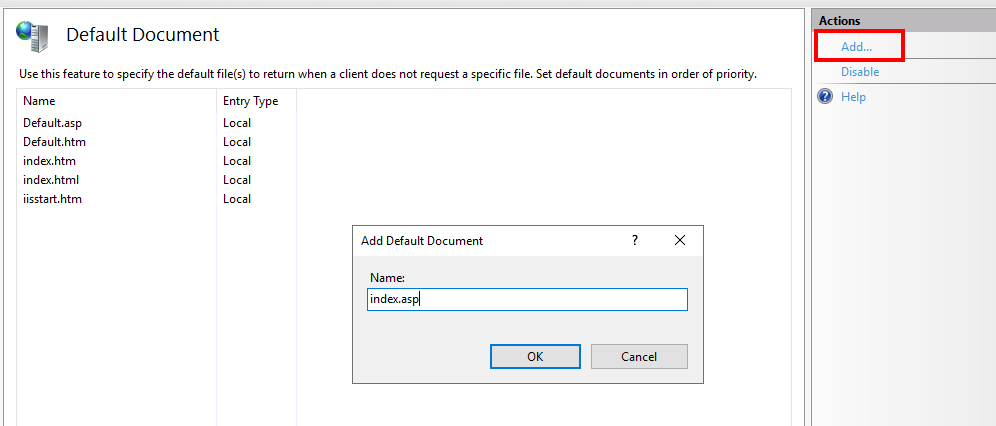 Default Document
Use this feature to specify the default file(s) to return when a client does not request a specific file. Set default documents in order of priority.
Name Entry Type
Default.asp Local
Default.htm Local
index.htm Local
index.html Local
iisstart.htm Local
Add Default Document ?
Name:
index.asp
OK Cancel
Actions
Add...
Disable
Help